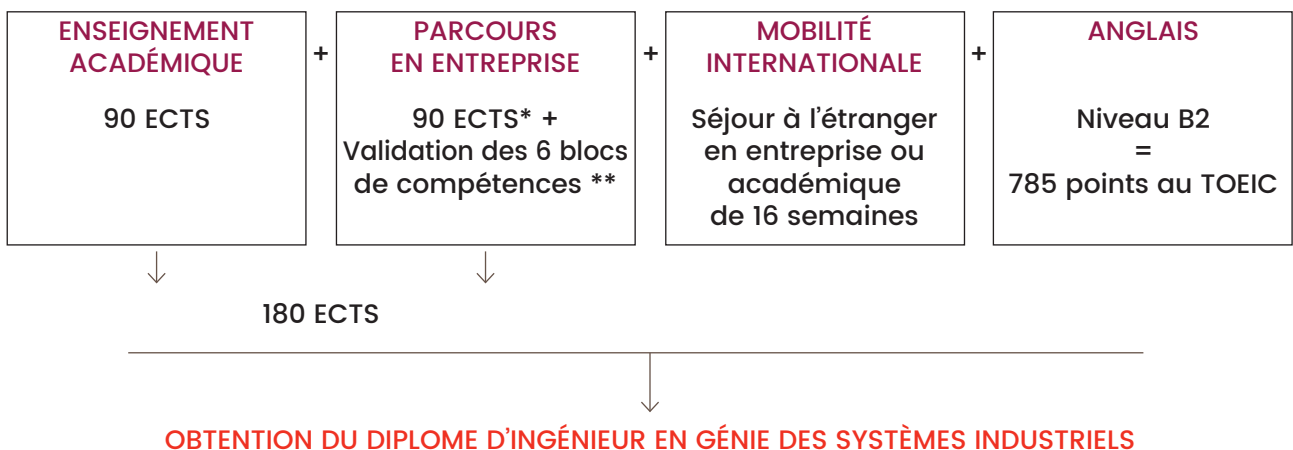 ENSEIGNEMENT
ACADÉMIQUE
90 ECTS
+
PARCOURS
EN ENTREPRISE
90 ECTS* +
Validation des 6 blocs
de compétences **
+
MOBILITÉ
INTERNATIONALE
Séjour à l'étranger
en entreprise ou
académique
de 16 semaines
+
ANGLAIS
Niveau B2
=
785 points au TOEIC
180 ECTS
OBTENTION DU DIPLOME D'INGÉNIEUR EN GÉNIE DES SYSTÈMES INDUSTRIELS